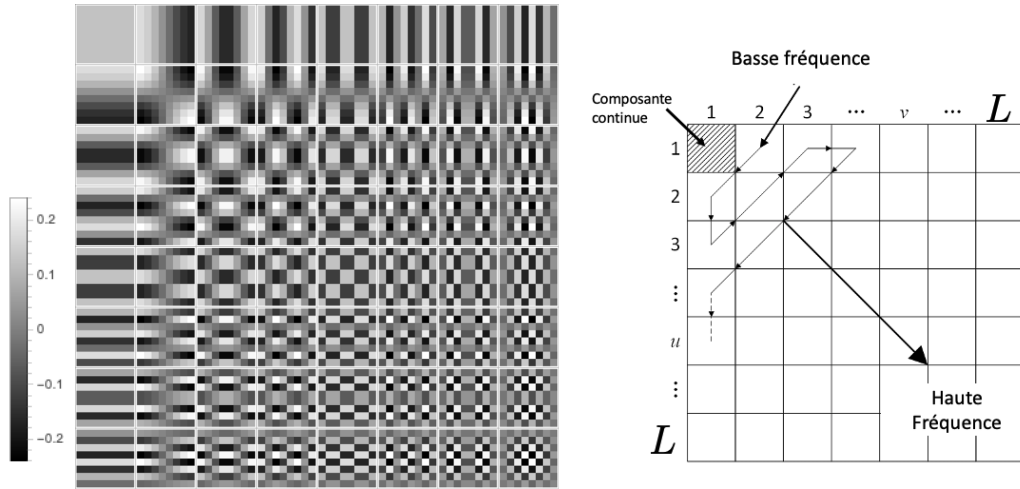 0.2
0.1
0
−0.1
−0.2
Basse fréquence
Composante
continue
1 2 3 ... v ... L
1
2
3
⋮
u
⋮
L
Haute
Fréquence